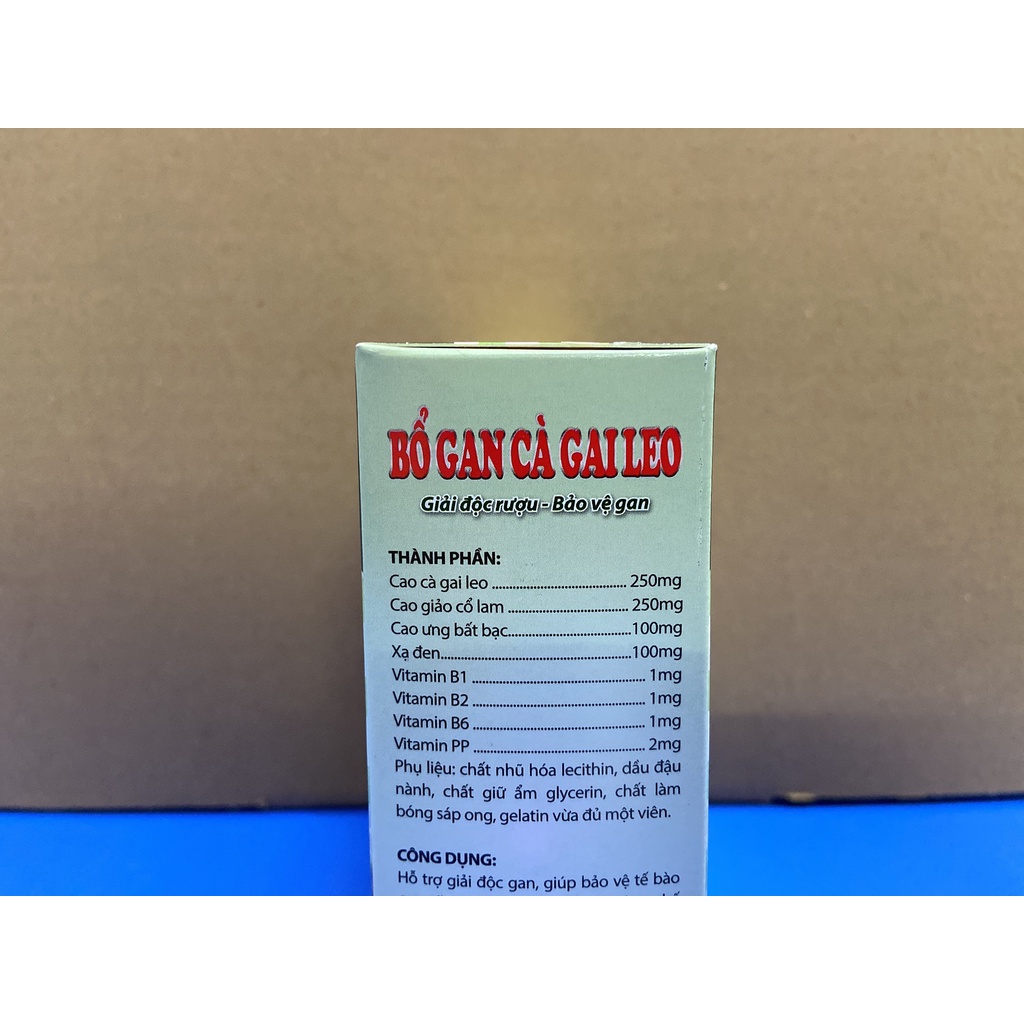 BỔ GAN CÀ GAI LEO
Giải độc rượu - Bảo vệ gan
THÀNH PHẦN:
Cao cà gai leo ........................................ 250mg
Cao giảo cổ lam .................................... 250mg
Cao ưng bất bạc.....................................100mg
Xạ đen.........................................................100mg
Vitamin B1 ................................................... 1mg
Vitamin B2 ................................................... 1mg
Vitamin B6 ................................................... 1mg
Vitamin PP ................................................... 2mg
Phụ liệu: chất nhũ hóa lecithin, dầu đậu
nành, chất giữ ẩm glycerin, chất làm
bóng sáp ong, gelatin vừa đủ một viên.
CÔNG DỤNG:
Hỗ trợ giải độc gan, giúp bảo vệ tế bào